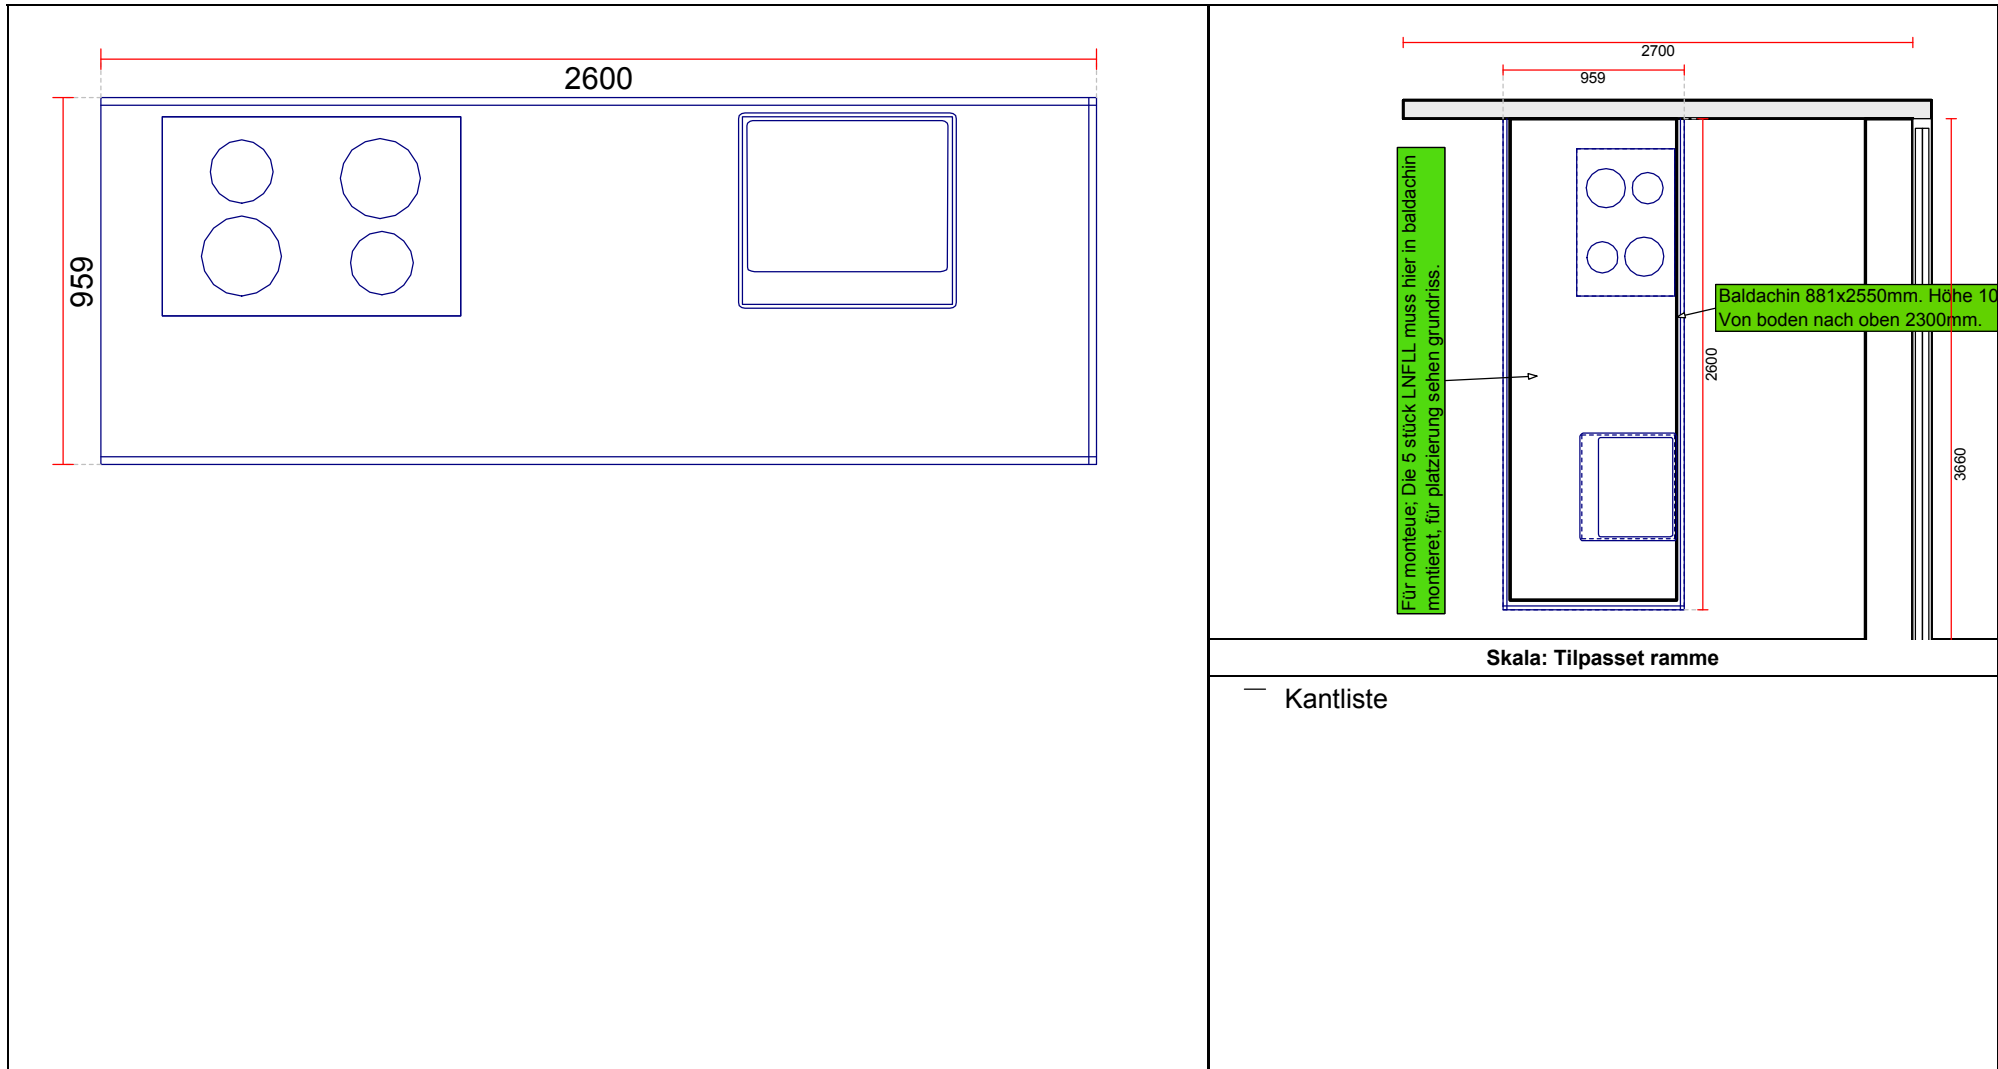 2600
959
2700
959
Für monteue; Die 5 stück LNFLL muss hier in baldachin
montieret, für platzierung sehen grundriss.
Baldachin 881x2550mm. Höhe 10
Von boden nach oben 2300mm.
2600
3660
Skala: Tilpasset ramme
Kantliste